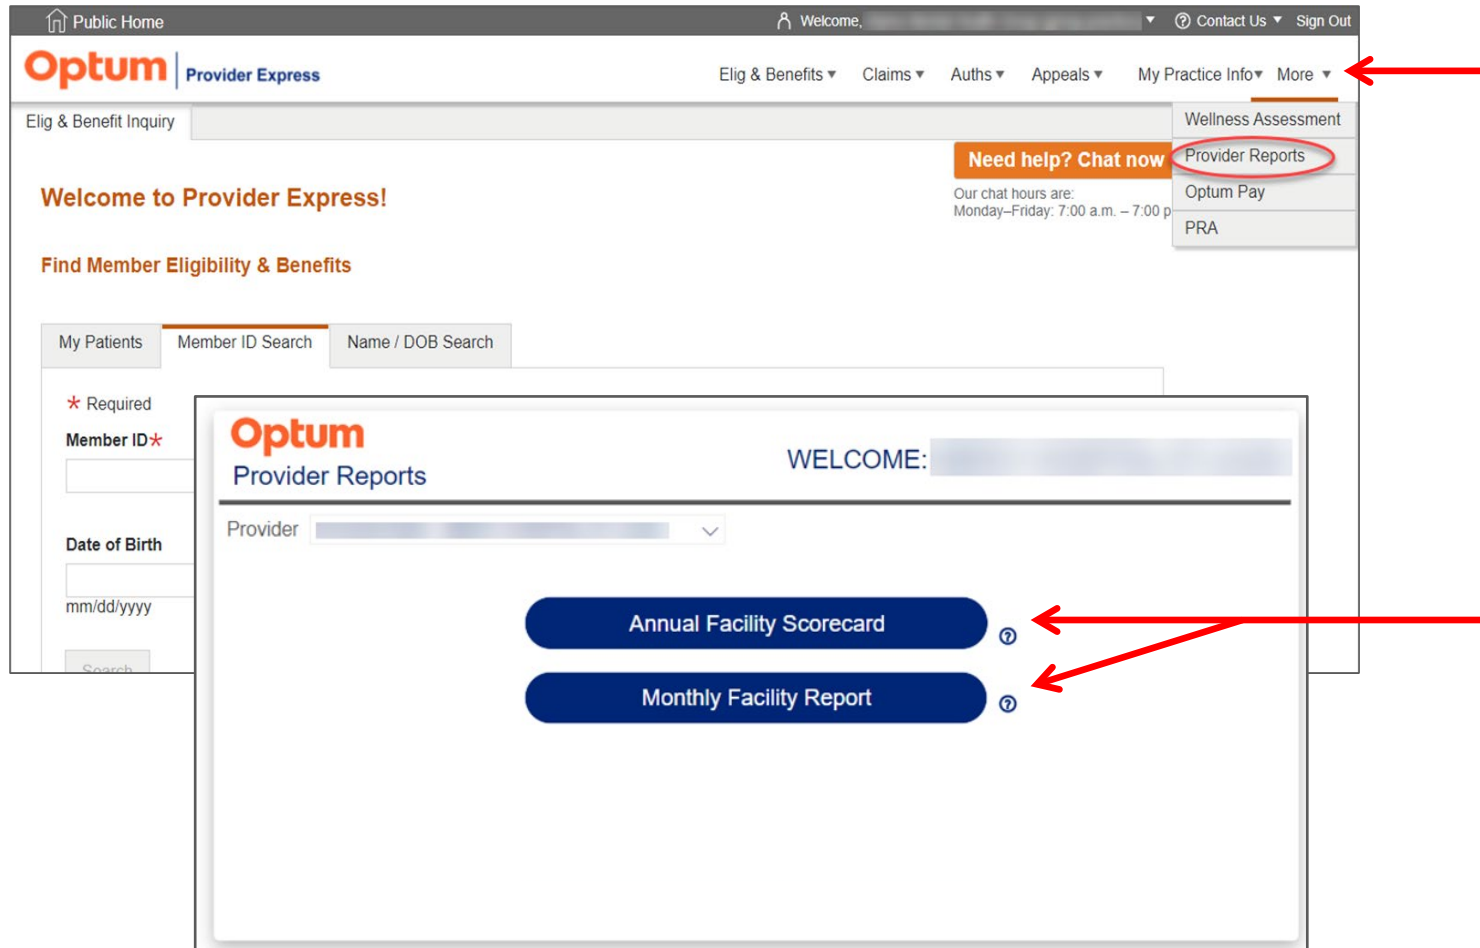 Public Home
Welcome,
Contact Us
Sign Out
Optum
Provider Express
Elig & Benefits
Claims
Auths
Appeals
My Practice Info
More
Elig & Benefit Inquiry
Wellness Assessment
Provider Reports
Optum Pay
PRA
Need help? Chat now
Our chat hours are:
Monday–Friday: 7:00 a.m. – 7:00 p
Welcome to Provider Express!
Find Member Eligibility & Benefits
My Patients
Member ID Search
Name / DOB Search
* Required
Member ID*
Date of Birth
mm/dd/yyyy
Search
Optum
Provider Reports
WELCOME:
Provider
Annual Facility Scorecard
Monthly Facility Report